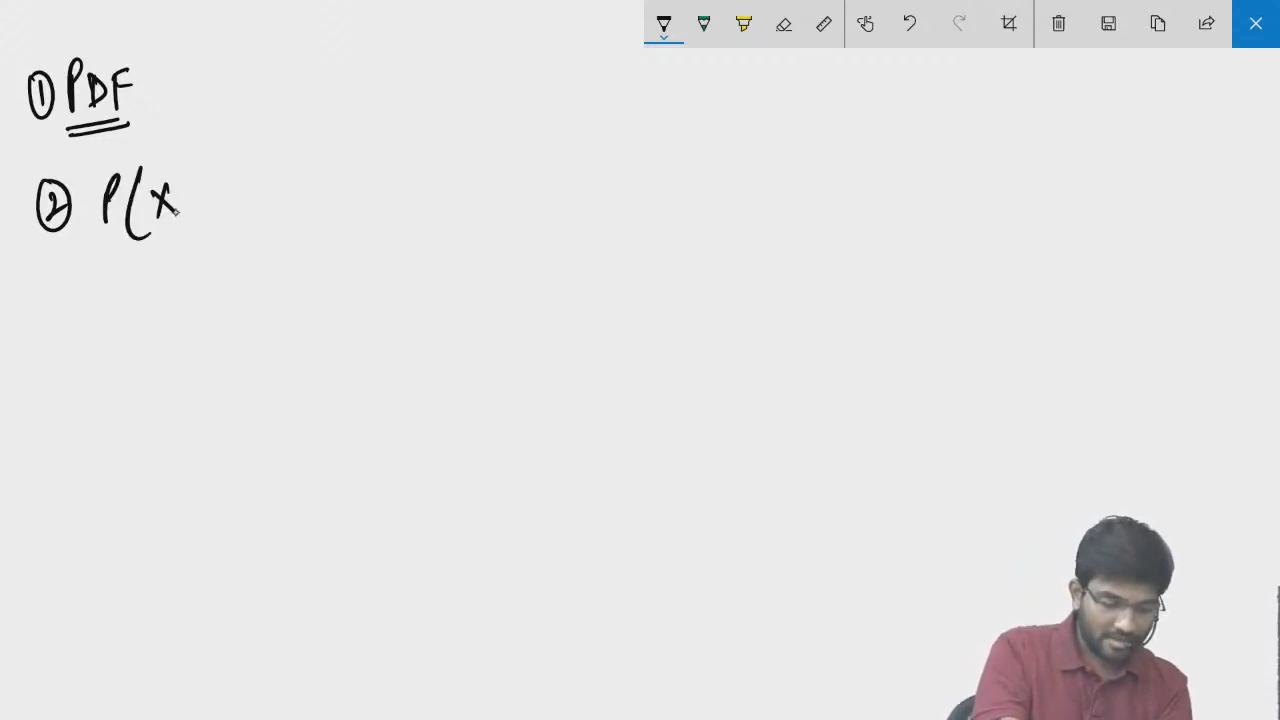 ① PDF
② P(X